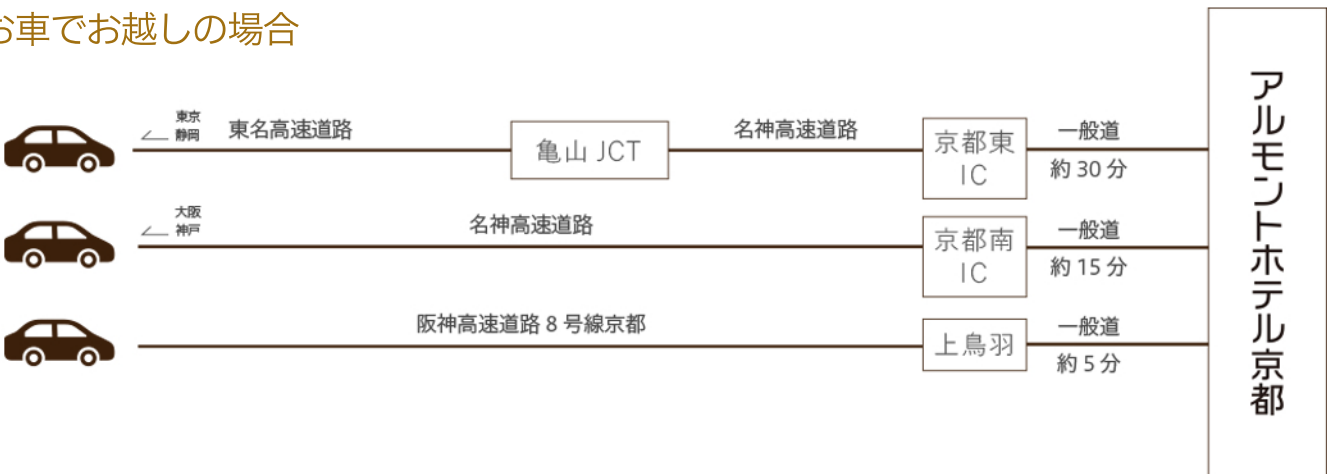 お車でお越しの場合
東京
静岡
東名高速道路
亀山 JCT
名神高速道路
京都東
IC
一般道
約 30 分
大阪
神戸
名神高速道路
京都南
IC
一般道
約 15 分
阪神高速道路 8 号線京都
上鳥羽
一般道
約 5 分
アルモントホテル京都